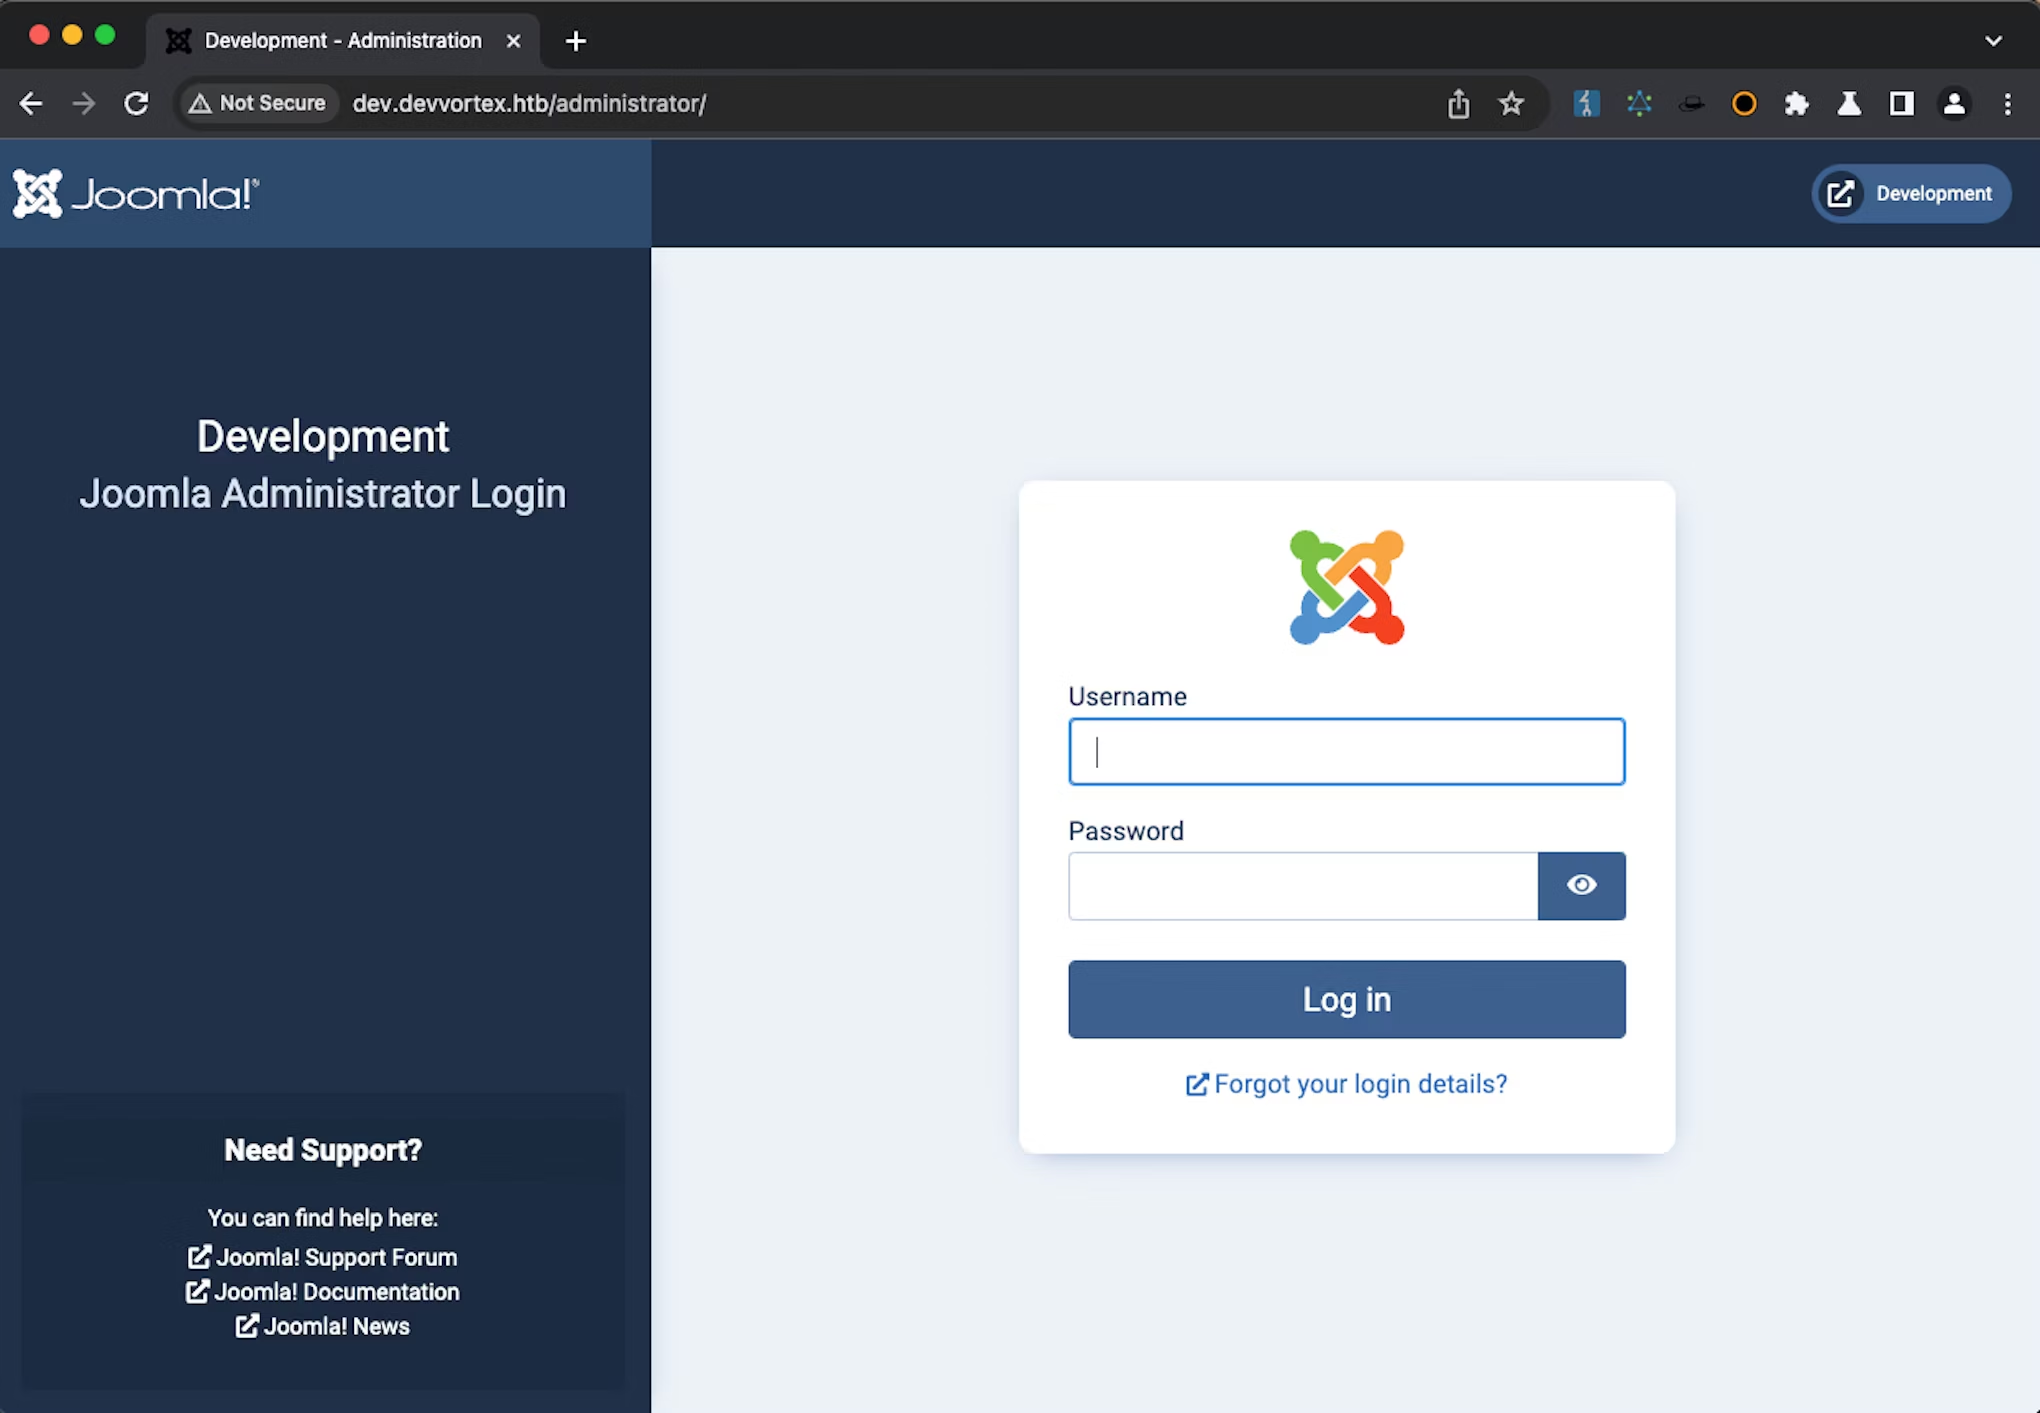 Development - Administration
Not Secure
dev.devvortex.htb/administrator/
Joomla!®
Development
Development
Joomla Administrator Login
Username
Password
Log in
Forgot your login details?
Need Support?
You can find help here:
Joomla! Support Forum
Joomla! Documentation
Joomla! News